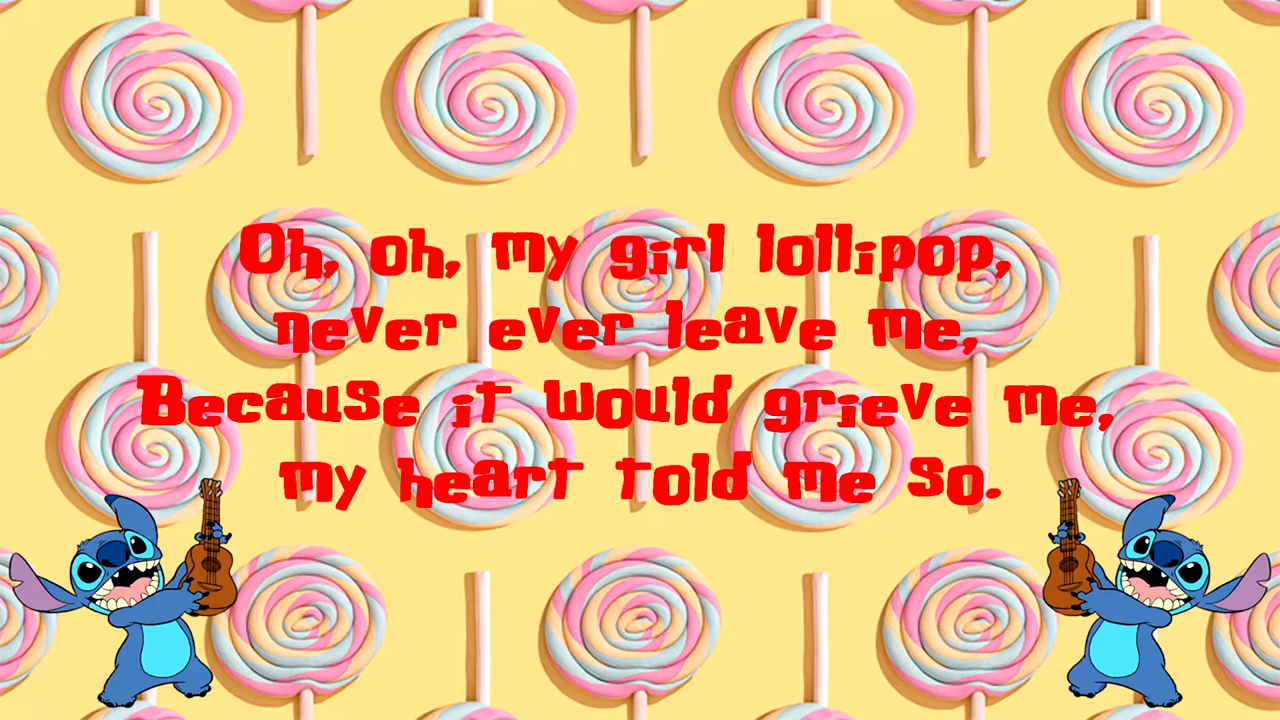 Oh, oh, my girl lollipop,
never ever leave me,
Because it would grieve me,
my heart told me so.